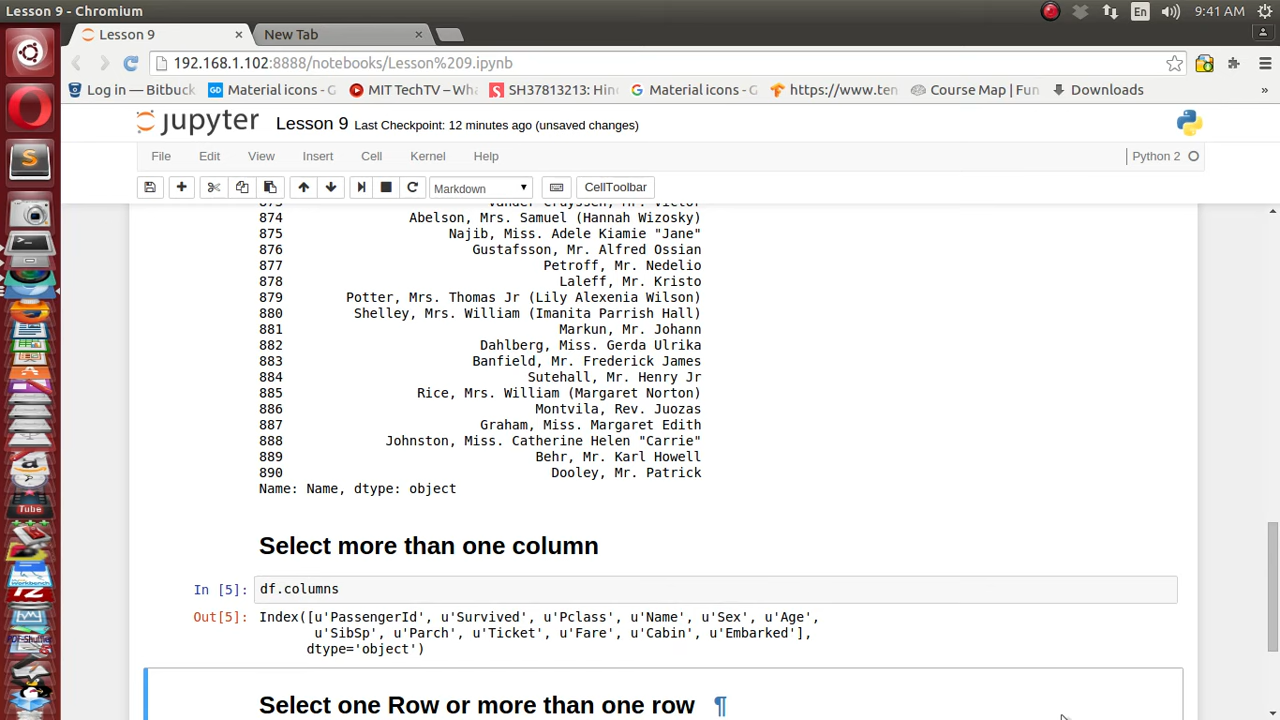 Lesson 9 - Chromium
En
9:41 AM
Lesson 9
New Tab
192.168.1.102:8888/notebooks/Lesson%209.ipynb
Log in — Bitbuck
Material icons - G
MIT TechTV – Wha
SH37813213: Hin
Material icons - G
https://www.ten
Course Map | Fun
Downloads
»
jupyter Lesson 9 Last Checkpoint: 12 minutes ago (unsaved changes)
File Edit View Insert Cell Kernel Help
Python 2
Markdown
CellToolbar
874 Abelson, Mrs. Samuel (Hannah Wizosky)
875 Najib, Miss. Adele Kiamie "Jane"
876 Gustafsson, Mr. Alfred Ossian
877 Petroff, Mr. Nedelio
878 Laleff, Mr. Kristo
879 Potter, Mrs. Thomas Jr (Lily Alexenia Wilson)
880 Shelley, Mrs. William (Imanita Parrish Hall)
881 Markun, Mr. Johann
882 Dahlberg, Miss. Gerda Ulrika
883 Banfield, Mr. Frederick James
884 Sutehall, Mr. Henry Jr
885 Rice, Mrs. William (Margaret Norton)
886 Montvila, Rev. Juozas
887 Graham, Miss. Margaret Edith
888 Johnston, Miss. Catherine Helen "Carrie"
889 Behr, Mr. Karl Howell
890 Dooley, Mr. Patrick
Name: Name, dtype: object
Select more than one column
In [5]: df.columns
Out[5]: Index([u'PassengerId', u'Survived', u'Pclass', u'Name', u'Sex', u'Age',
u'SibSp', u'Parch', u'Ticket', u'Fare', u'Cabin', u'Embarked'],
dtype='object')
Select one Row or more than one row ¶